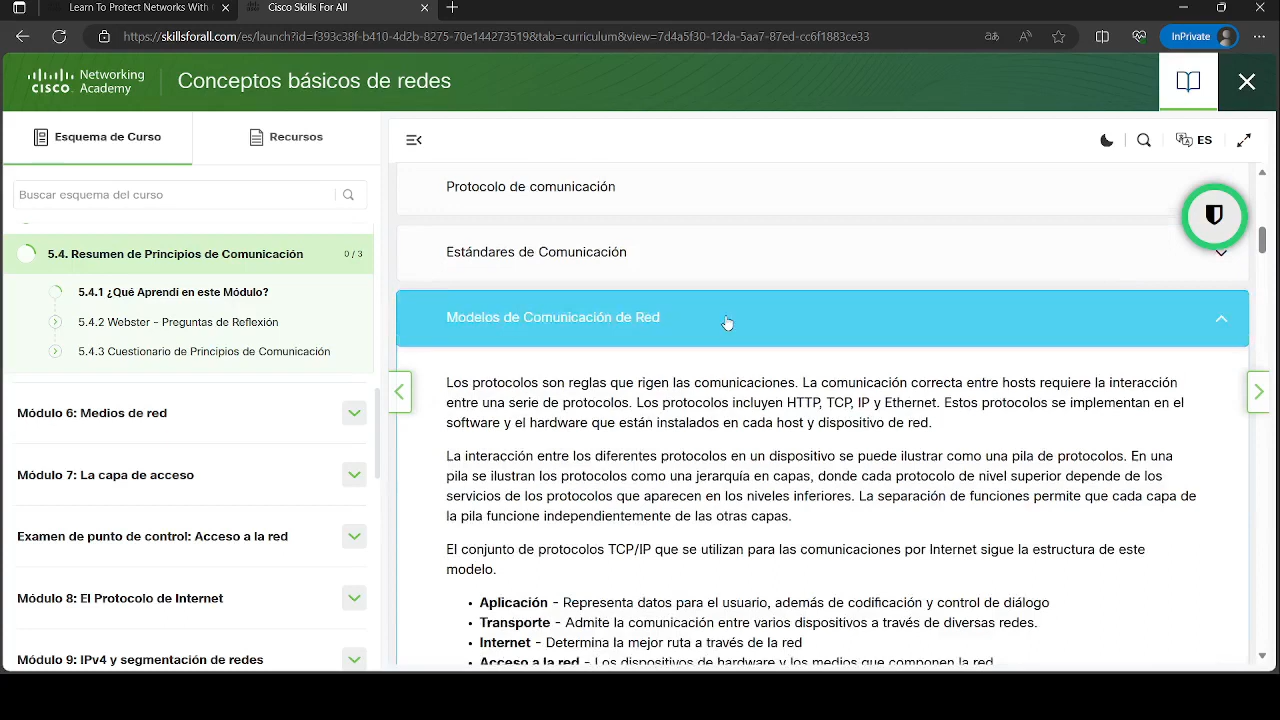 Learn To Protect Networks With
Cisco Skills For All
https://skillsforall.com/es/launch?id=f393c38f-b410-4d2b-8275-70e144273519&tab=curriculum&view=7d4a5f30-12da-5aa7-87ed-cc6f1883ce33
InPrivate
Networking
CISCO Academy
Conceptos básicos de redes
Esquema de Curso
Recursos
ES
Buscar esquema del curso
5.4. Resumen de Principios de Comunicación
0 / 3
5.4.1 ¿Qué Aprendí en este Módulo?
5.4.2 Webster - Preguntas de Reflexión
5.4.3 Cuestionario de Principios de Comunicación
Módulo 6: Medios de red
Módulo 7: La capa de acceso
Examen de punto de control: Acceso a la red
Módulo 8: El Protocolo de Internet
Módulo 9: IPv4 y segmentación de redes
Protocolo de comunicación
Estándares de Comunicación
Modelos de Comunicación de Red
Los protocolos son reglas que rigen las comunicaciones. La comunicación correcta entre hosts requiere la interacción
entre una serie de protocolos. Los protocolos incluyen HTTP, TCP, IP y Ethernet. Estos protocolos se implementan en el
software y el hardware que están instalados en cada host y dispositivo de red.
La interacción entre los diferentes protocolos en un dispositivo se puede ilustrar como una pila de protocolos. En una
pila se ilustran los protocolos como una jerarquía en capas, donde cada protocolo de nivel superior depende de los
servicios de los protocolos que aparecen en los niveles inferiores. La separación de funciones permite que cada capa de
la pila funcione independientemente de las otras capas.
El conjunto de protocolos TCP/IP que se utilizan para las comunicaciones por Internet sigue la estructura de este
modelo.
• Aplicación - Representa datos para el usuario, además de codificación y control de diálogo
• Transporte - Admite la comunicación entre varios dispositivos a través de diversas redes.
• Internet - Determina la mejor ruta a través de la red
• Acceso a la red - Los dispositivos de hardware y los medios que componen la red